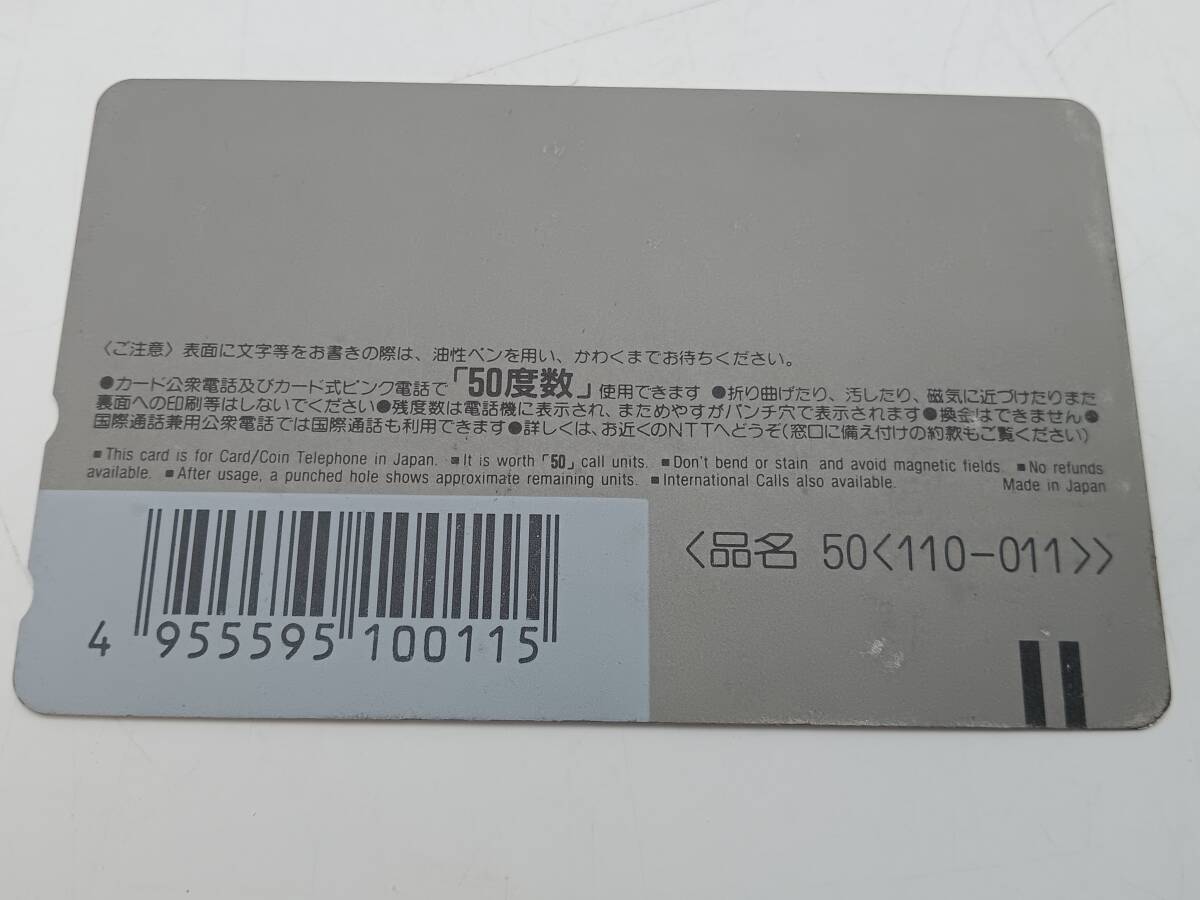 〈ご注意〉表面に文字等をお書きの際は、油性ペンを用い、かわくまでお待ちください。
●カード公衆電話及びカード式ピンク電話で「50度数」使用できます ●折り曲げたり、汚したり、磁気に近づけたりまた
裏面への印刷等はしないでください●残度数は電話機に表示され、まためやすがパンチ穴で表示されます●換金はできません●
国際通話兼用公衆電話では国際通話も利用できます●詳しくは、お近くのNTTへどうぞ(窓口に備え付けの約款もご覧ください)
■This card is for Card/Coin Telephone in Japan. ■It is worth「50」call units. ■Don't bend or stain and avoid magnetic fields. ■No refunds
available. ■After usage, a punched hole shows approximate remaining units. ■International Calls also available. Made in Japan
〈品名 50〈110-011〉〉
4 955595 100115